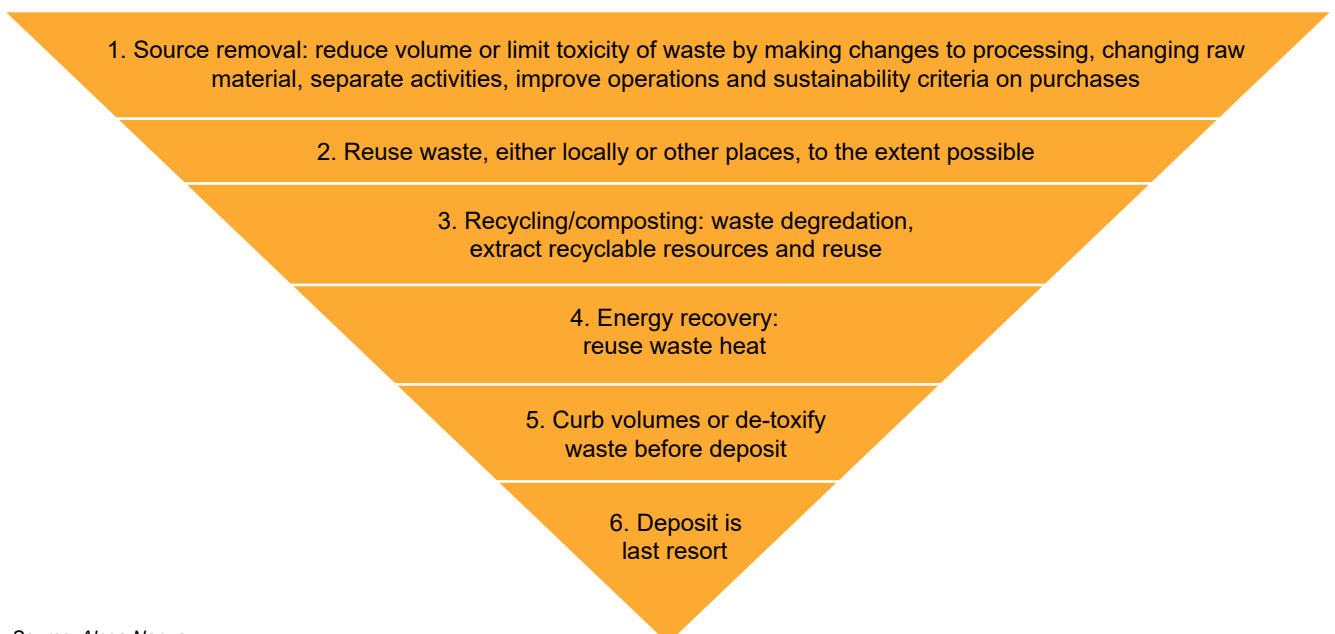 1. Source removal: reduce volume or limit toxicity of waste by making changes to processing, changing raw
material, separate activities, improve operations and sustainability criteria on purchases
2. Reuse waste, either locally or other places, to the extent possible
3. Recycling/composting: waste degredation,
extract recyclable resources and reuse
4. Energy recovery:
reuse waste heat
5. Curb volumes or de-toxify
waste before deposit
6. Deposit is
last resort